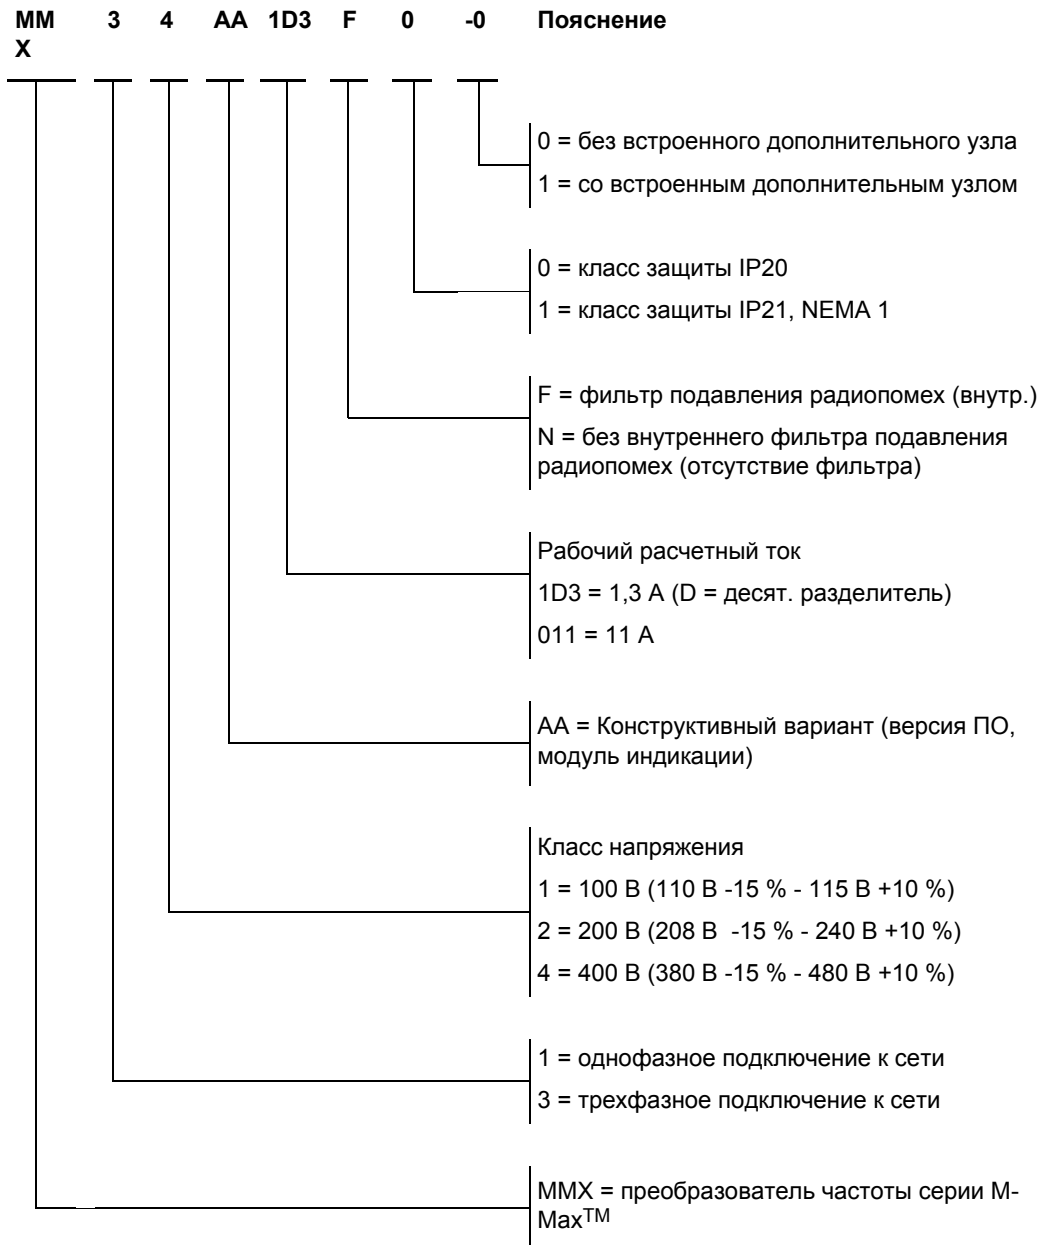 MM 3 4 AA 1D3 F 0 -0 Пояснение
X
0 = без встроенного дополнительного узла
1 = со встроенным дополнительным узлом
0 = класс защиты IP20
1 = класс защиты IP21, NEMA 1
F = фильтр подавления радиопомех (внутр.)
N = без внутреннего фильтра подавления
радиопомех (отсутствие фильтра)
Рабочий расчетный ток
1D3 = 1,3 A (D = десят. разделитель)
011 = 11 A
AA = Конструктивный вариант (версия ПО,
модуль индикации)
Класс напряжения
1 = 100 В (110 В -15 % - 115 В +10 %)
2 = 200 В (208 В -15 % - 240 В +10 %)
4 = 400 В (380 В -15 % - 480 В +10 %)
1 = однофазное подключение к сети
3 = трехфазное подключение к сети
MMX = преобразователь частоты серии M-
Max™